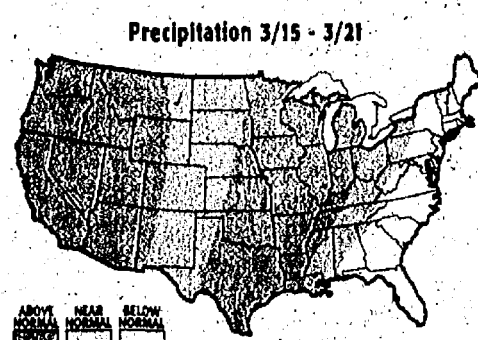 Precipitation 3/15 - 3/21
ABOVE NEAR BELOW
NORMAL NORMAL NORMAL